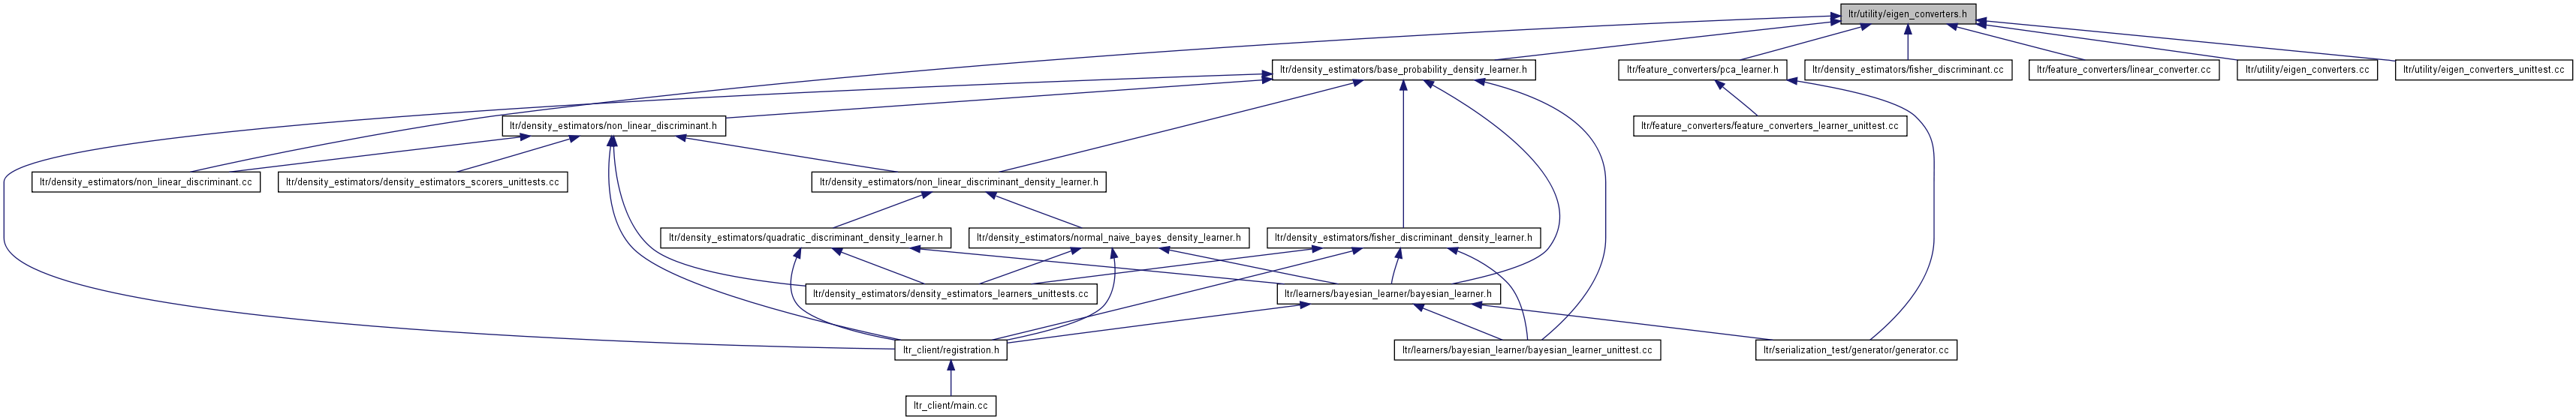 ltr/utility/eigen_converters.h
ltr/density_estimators/base_probability_density_learner.h
ltr/feature_converters/pca_learner.h
ltr/density_estimators/fisher_discriminant.cc
ltr/feature_converters/linear_converter.cc
ltr/utility/eigen_converters.cc
ltr/utility/eigen_converters_unittest.cc
ltr/density_estimators/non_linear_discriminant.h
ltr/feature_converters/feature_converters_learner_unittest.cc
ltr/density_estimators/non_linear_discriminant.cc
ltr/density_estimators/density_estimators_scorers_unittests.cc
ltr/density_estimators/non_linear_discriminant_density_learner.h
ltr/density_estimators/quadratic_discriminant_density_learner.h
ltr/density_estimators/normal_naive_bayes_density_learner.h
ltr/density_estimators/fisher_discriminant_density_learner.h
ltr/density_estimators/density_estimators_learners_unittests.cc
ltr/learners/bayesian_learner/bayesian_learner.h
ltr_client/registration.h
ltr/learners/bayesian_learner/bayesian_learner_unittest.cc
ltr/serialization_test/generator/generator.cc
ltr_client/main.cc